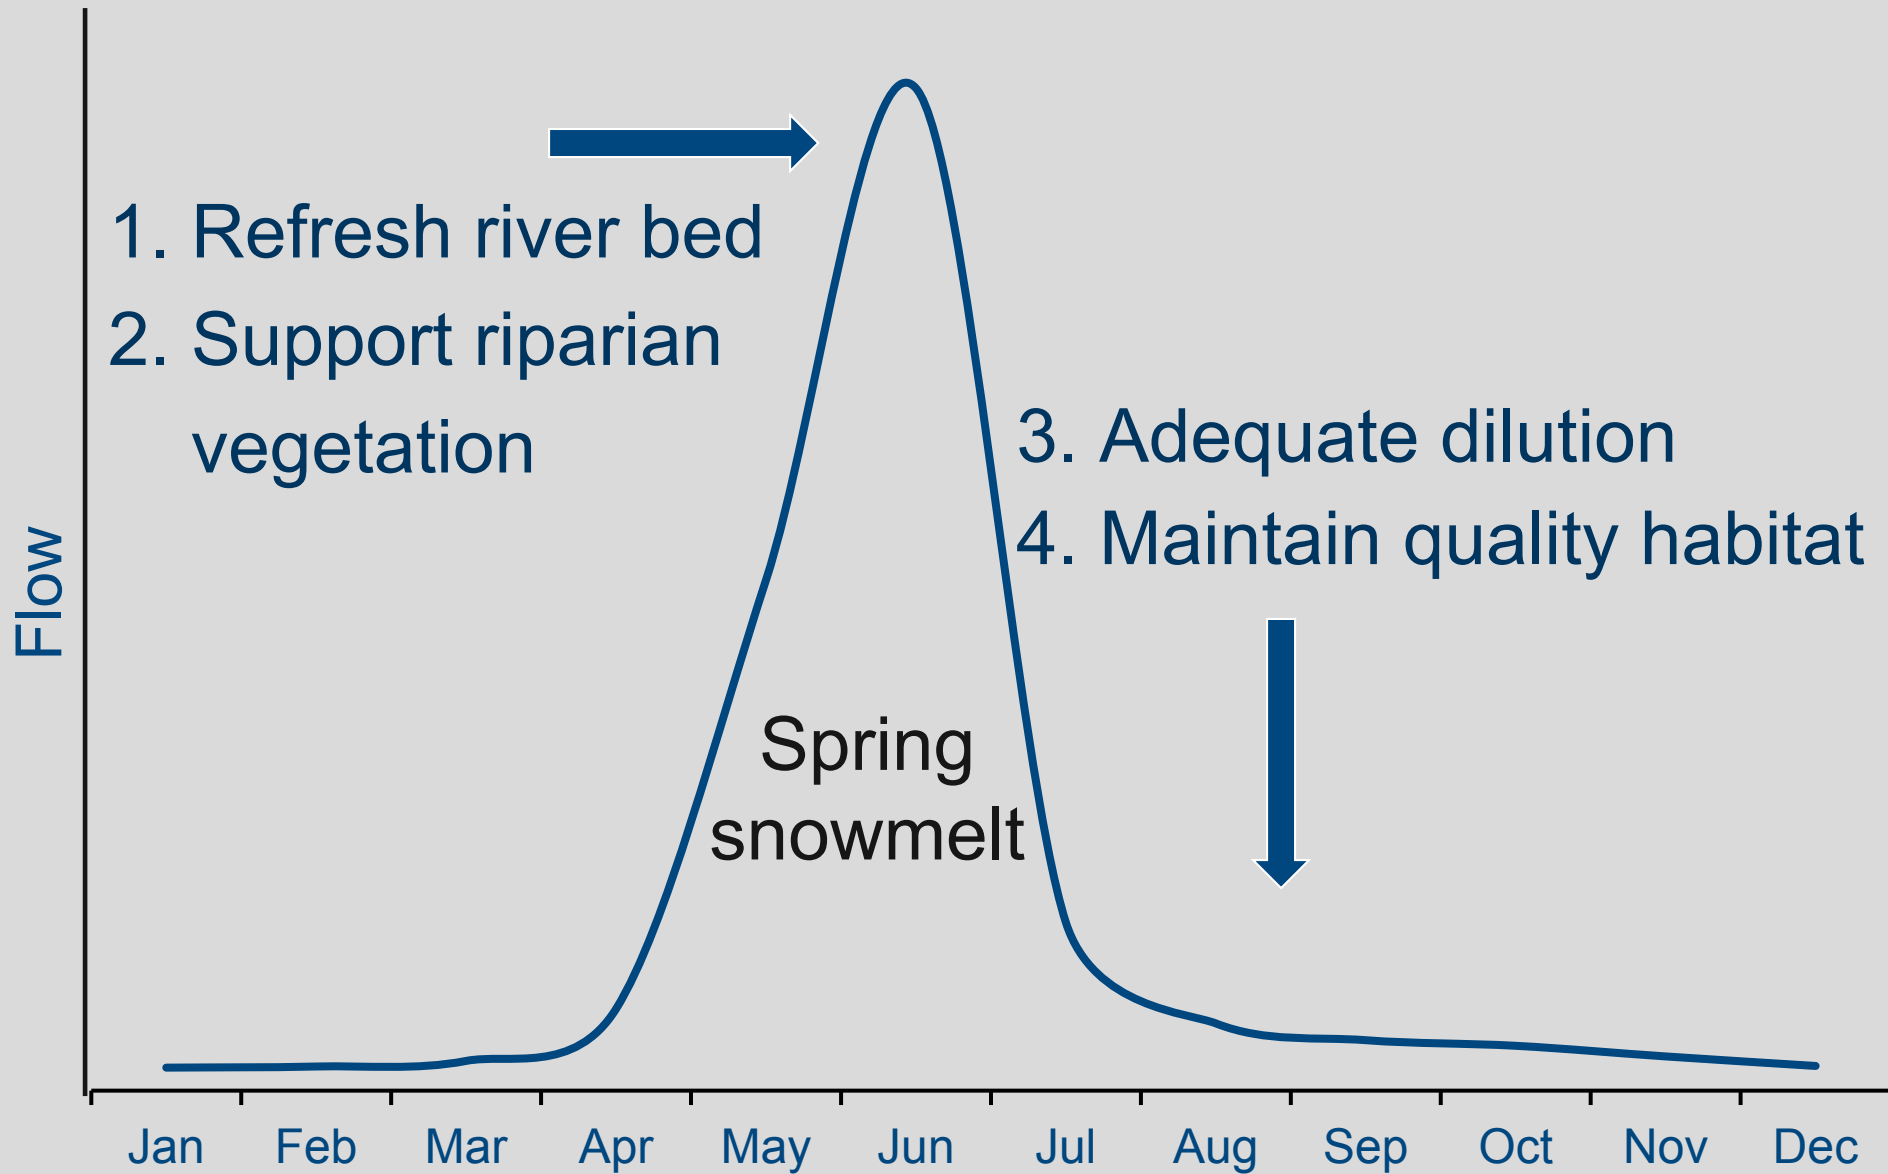 1. Refresh river bed
2. Support riparian
vegetation
3. Adequate dilution
4. Maintain quality habitat
Flow
Spring
snowmelt
Jan Feb Mar Apr May Jun Jul Aug Sep Oct Nov Dec